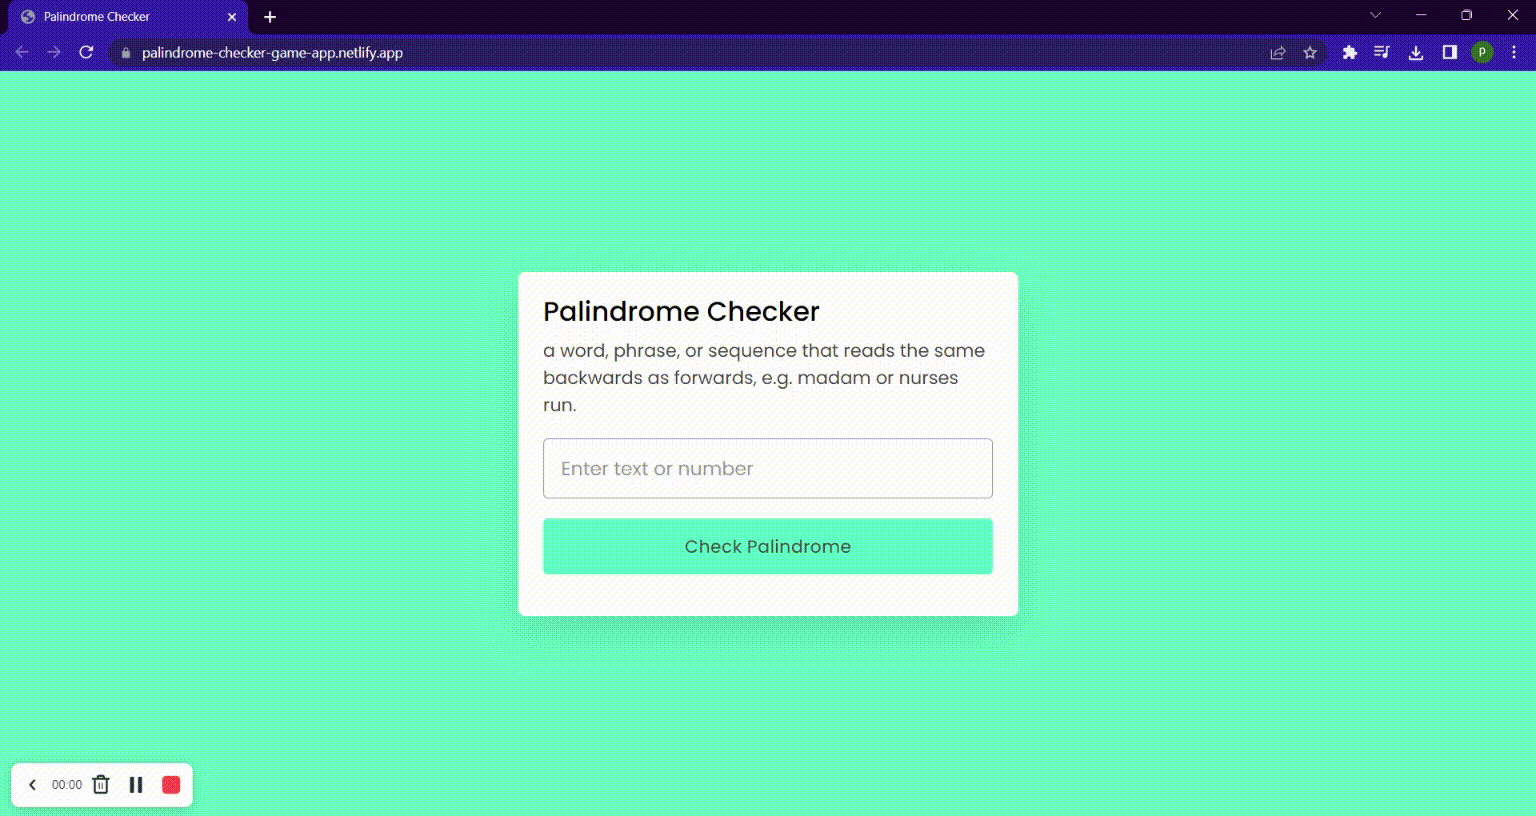 Palindrome Checker
palindrome-checker-game-app.netlify.app
P
Palindrome Checker
a word, phrase, or sequence that reads the same
backwards as forwards, e.g. madam or nurses
run.
Enter text or number
Check Palindrome
00:00